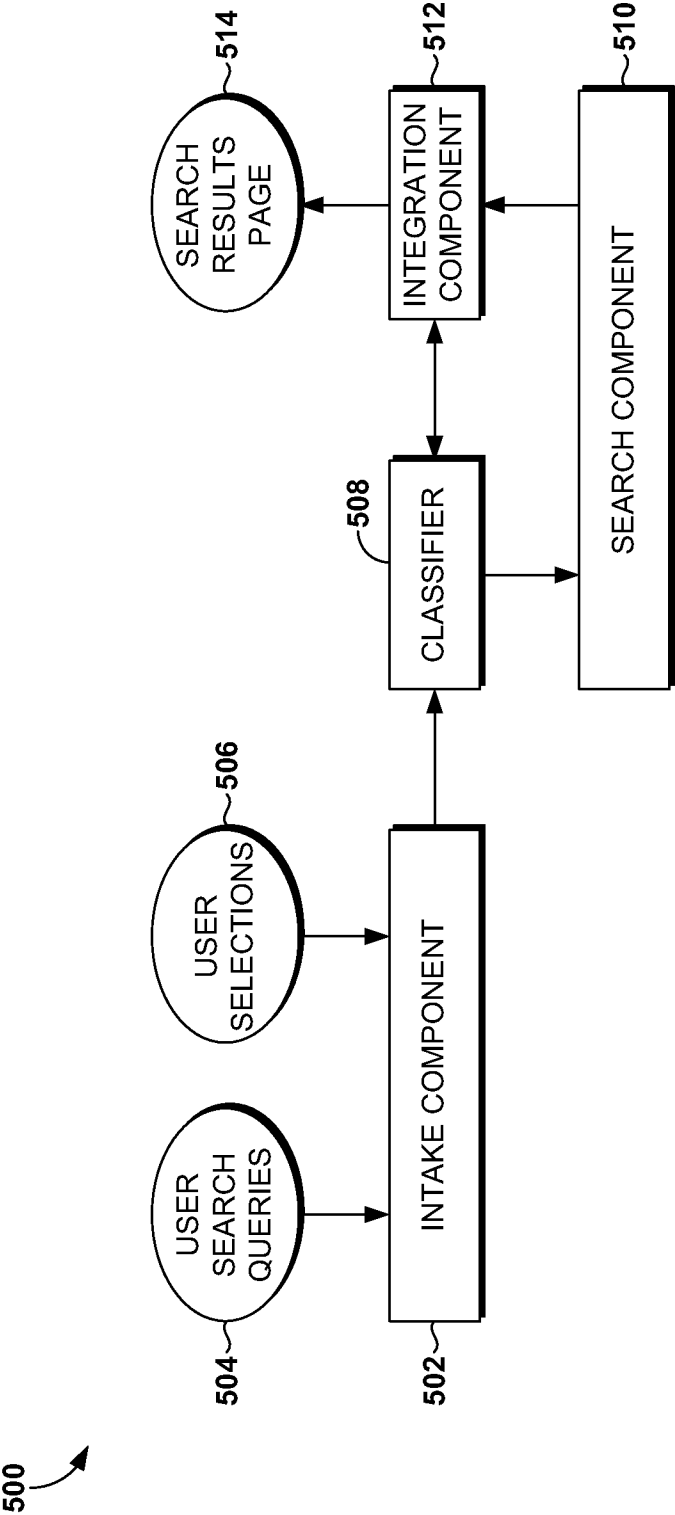 500
504
USER
SEARCH
QUERIES
506
USER
SELECTIONS
514
SEARCH
RESULTS
PAGE
502
INTAKE COMPONENT
508
CLASSIFIER
512
INTEGRATION
COMPONENT
510
SEARCH COMPONENT